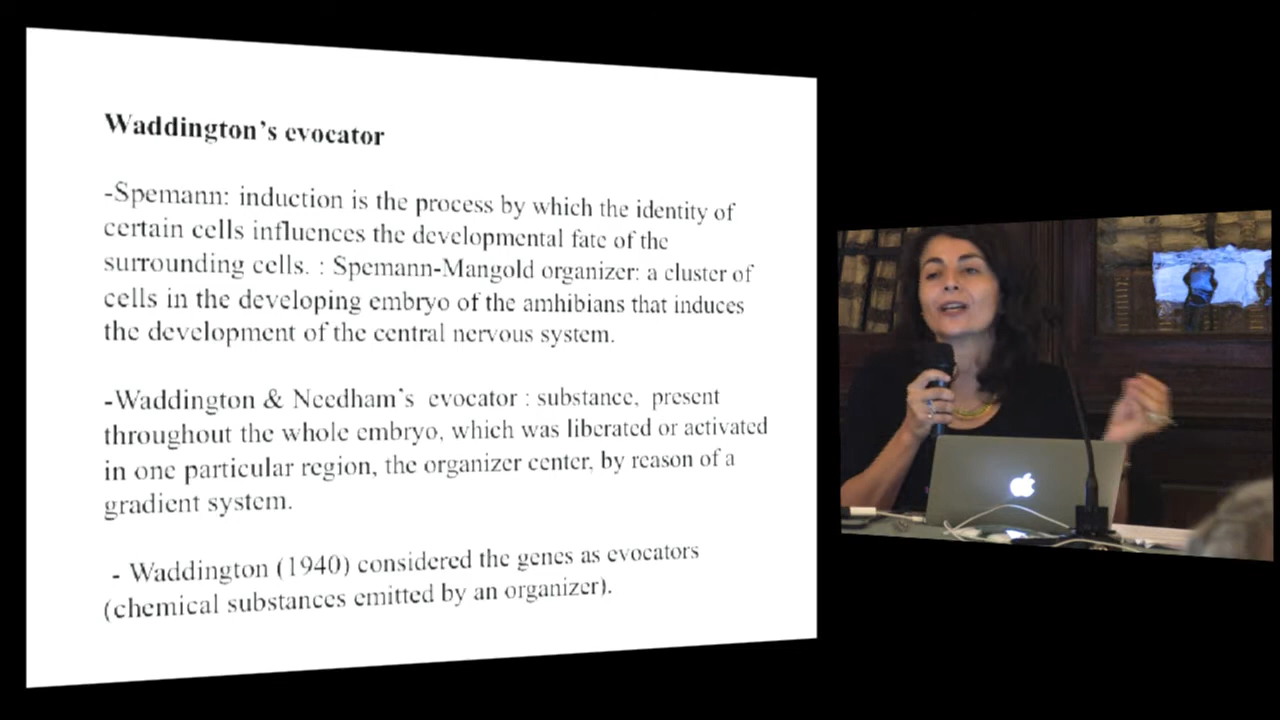 Waddington's evocator
-Spemann: induction is the process by which the identity of
certain cells influences the developmental fate of the
surrounding cells. : Spemann-Mangold organizer: a cluster of
cells in the developing embryo of the amhibians that induces
the development of the central nervous system.
-Waddington & Needham's evocator : substance, present
throughout the whole embryo, which was liberated or activated
in one particular region, the organizer center, by reason of a
gradient system.
- Waddington (1940) considered the genes as evocators
(chemical substances emitted by an organizer).